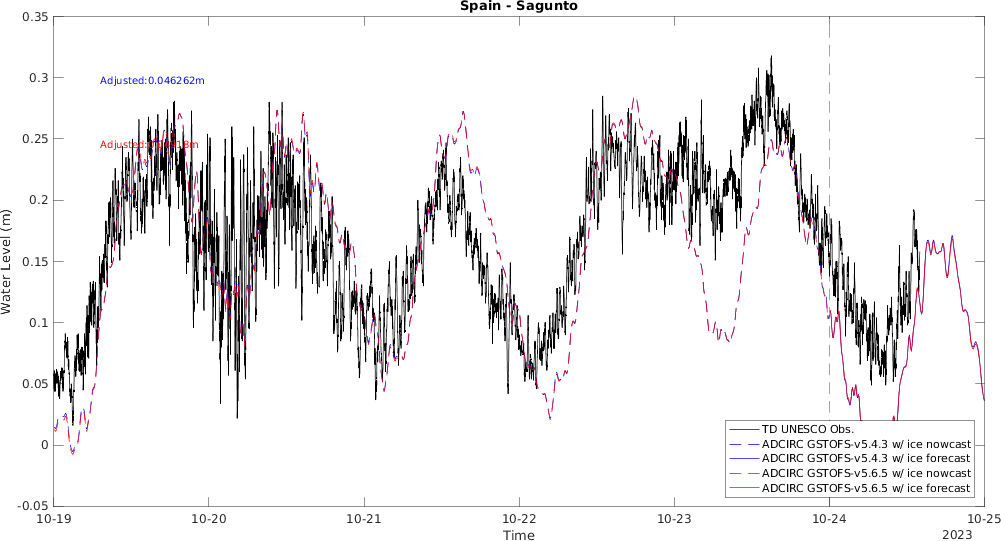 Spain - Sagunto
0.35
0.3
0.25
0.2
0.15
0.1
0.05
0
-0.05
Water Level (m)
Adjusted:0.046262m
10-19
10-20
10-21
10-22
10-23
10-24
10-25
Time
2023
TD UNESCO Obs.
ADCIRC GSTOFS-v5.4.3 w/ ice nowcast
ADCIRC GSTOFS-v5.4.3 w/ ice forecast
ADCIRC GSTOFS-v5.6.5 w/ ice nowcast
ADCIRC GSTOFS-v5.6.5 w/ ice forecast